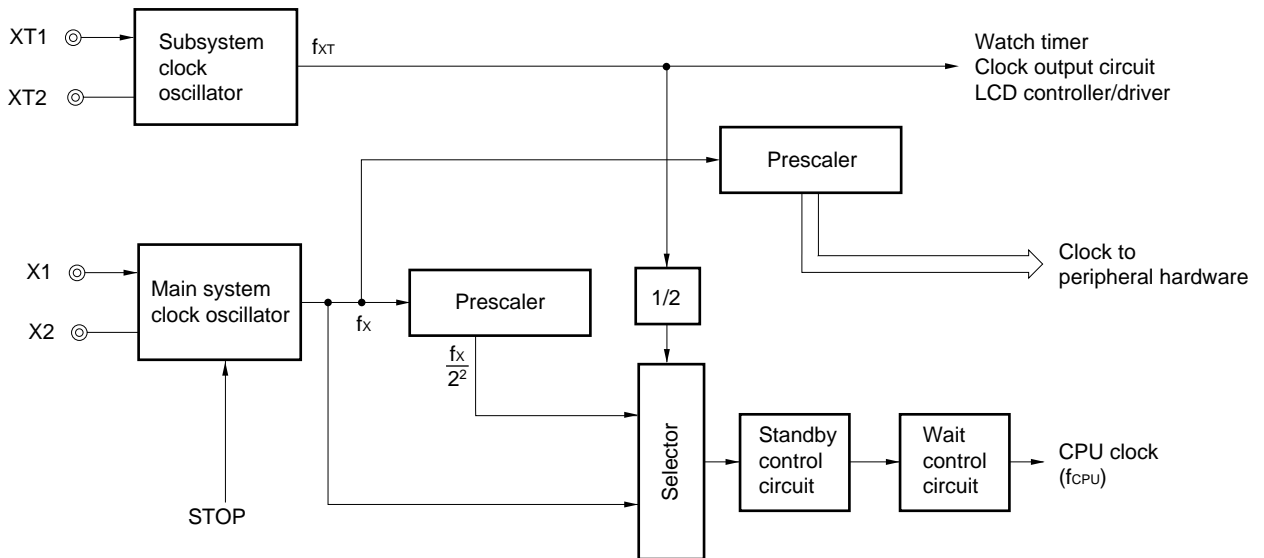 XT1
XT2
Subsystem
clock
oscillator
fXT
Watch timer
Clock output circuit
LCD controller/driver
Prescaler
X1
X2
Main system
clock oscillator
fX
Prescaler
1/2
Clock to
peripheral hardware
fX
2²
Selector
Standby
control
circuit
Wait
control
circuit
CPU clock
(fCPU)
STOP